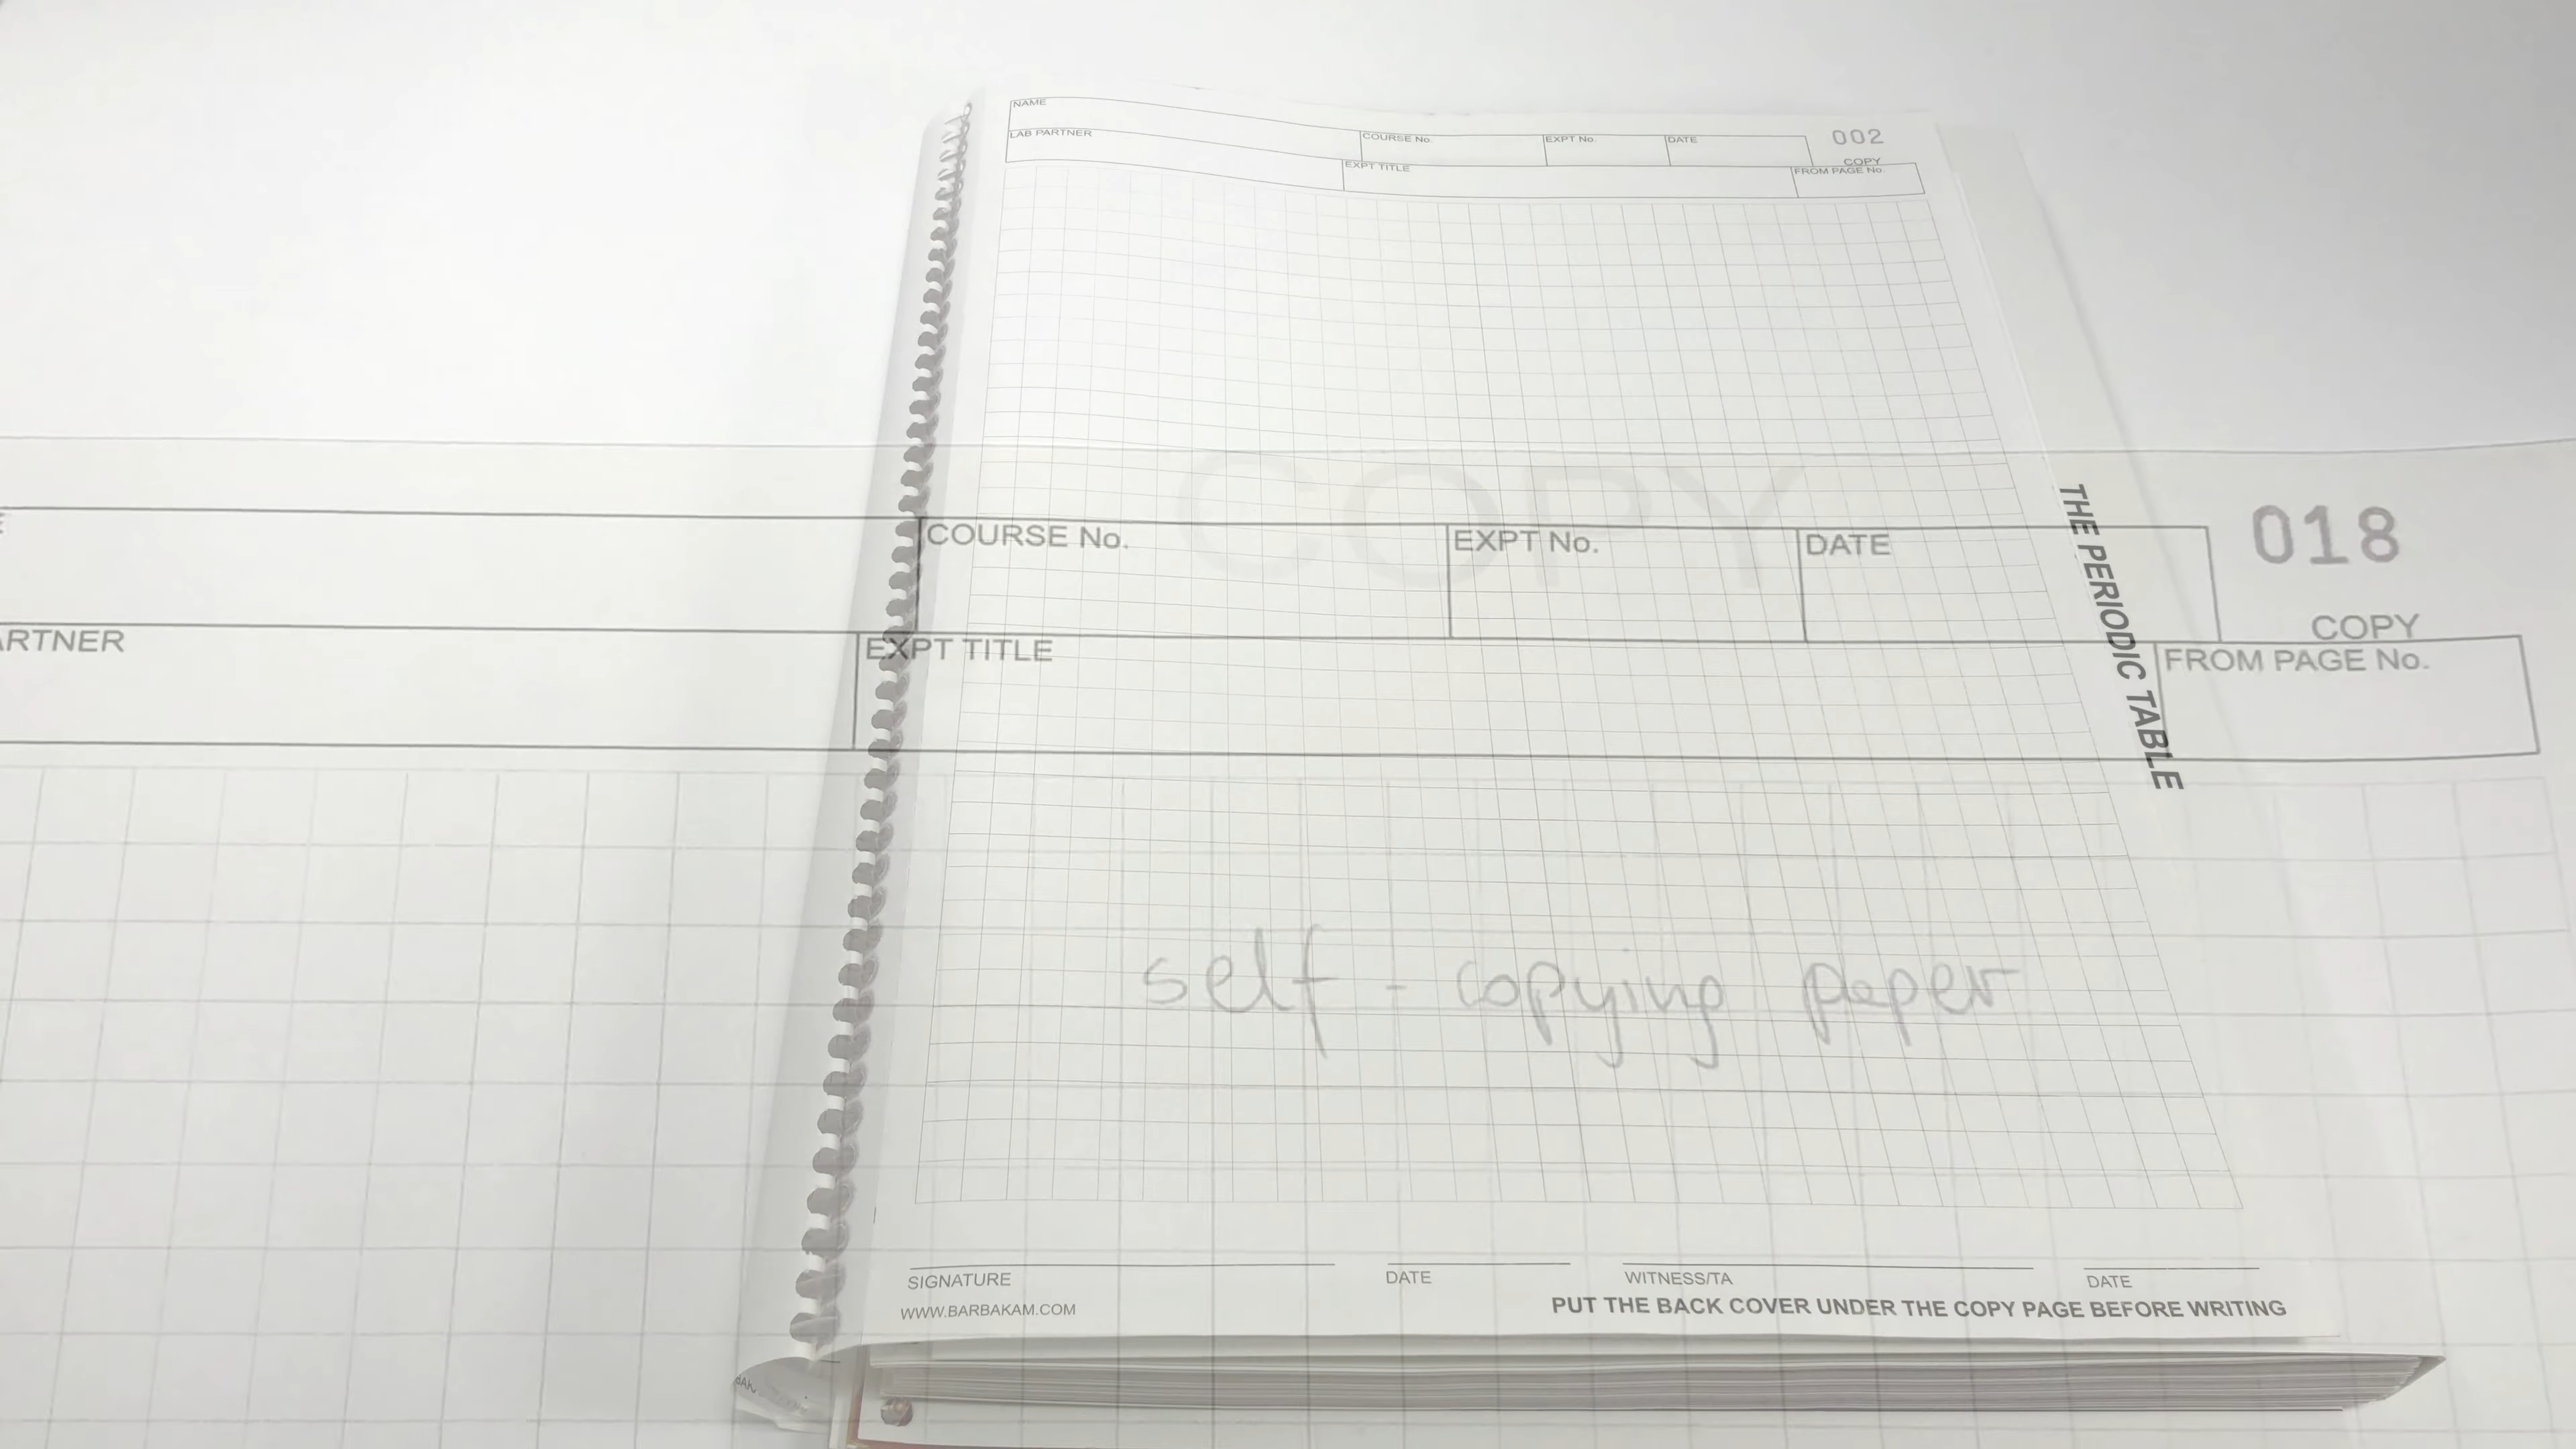 NAME
LAB PARTNER
COURSE No.
EXPT No.
DATE
002
COPY
EXPT TITLE
FROM PAGE No.
COPY
COURSE No.
EXPT No.
DATE
018
COPY
RTNER
EXPT TITLE
FROM PAGE No.
THE PERIODIC TABLE
self - copying paper
SIGNATURE
DATE
WITNESS/TA
DATE
WWW.BARBAKAM.COM
PUT THE BACK COVER UNDER THE COPY PAGE BEFORE WRITING